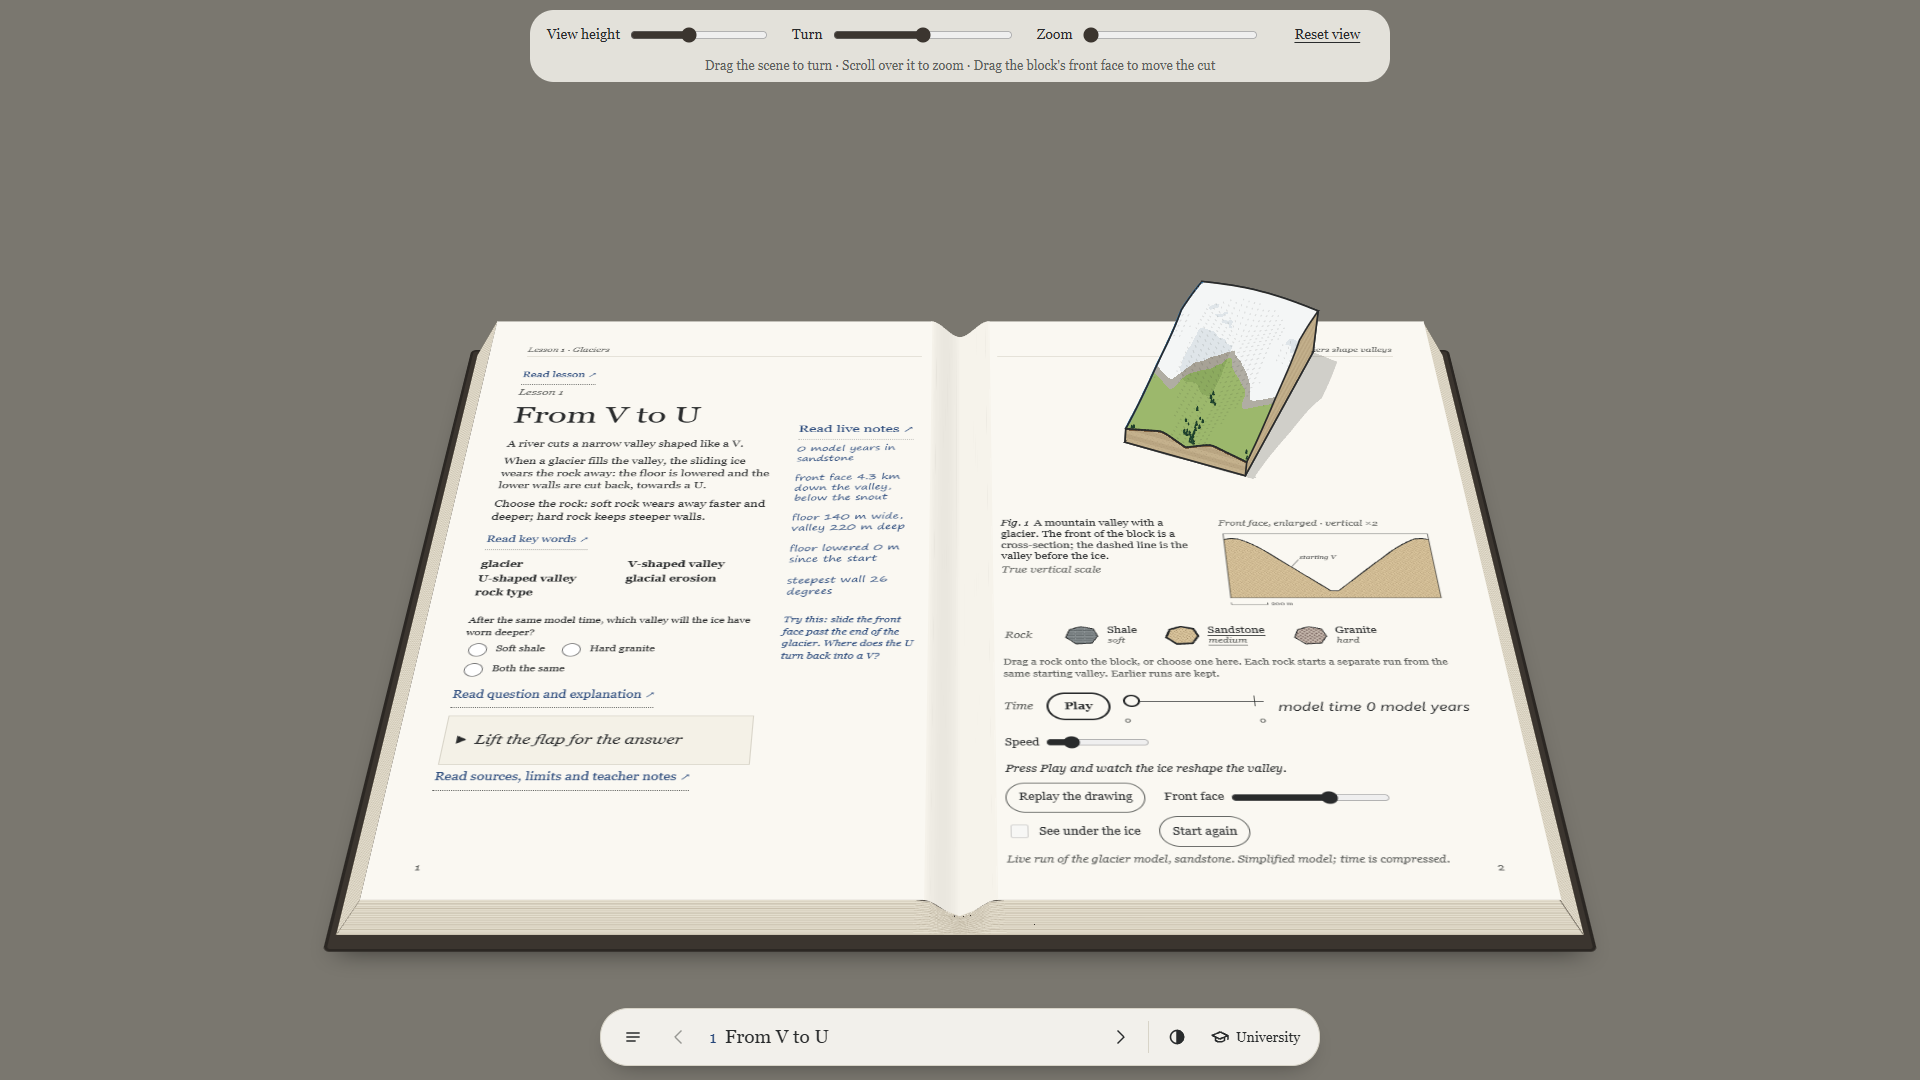 View height
Turn
Zoom
Reset view
Drag the scene to turn · Scroll over it to zoom · Drag the block's front face to move the cut
Lesson 1 · Glaciers
Read lesson ↗
Lesson 1
From V to U
A river cuts a narrow valley shaped like a V.
When a glacier fills the valley, the sliding ice
wears the rock away: the floor is lowered and the
lower walls are cut back, towards a U.
Choose the rock: soft rock wears away faster and
deeper; hard rock keeps steeper walls.
Read key words ↗
glacier
V-shaped valley
U-shaped valley
glacial erosion
rock type
After the same model time, which valley will the ice have
worn deeper?
Soft shale
Hard granite
Both the same
Read question and explanation ↗
▶ Lift the flap for the answer
Read sources, limits and teacher notes ↗
1
Read live notes ↗
0 model years in
sandstone
front face 4.3 km
down the valley,
below the snout
floor 140 m wide,
valley 220 m deep
floor lowered 0 m
since the start
steepest wall 26
degrees
Try this: slide the front
face past the end of the
glacier. Where does the U
turn back into a V?
shape valleys
Fig. 1 A mountain valley with a
glacier. The front of the block is a
cross-section; the dashed line is the
valley before the ice.
True vertical scale
Front face, enlarged · vertical ×2
starting V
Rock
Shale
soft
Sandstone
medium
Granite
hard
Drag a rock onto the block, or choose one here. Each rock starts a separate run from the
same starting valley. Earlier runs are kept.
Time
Play
0
0
model time 0 model years
Speed
Press Play and watch the ice reshape the valley.
Replay the drawing
Front face
See under the ice
Start again
Live run of the glacier model, sandstone. Simplified model; time is compressed.
2
1 From V to U
University